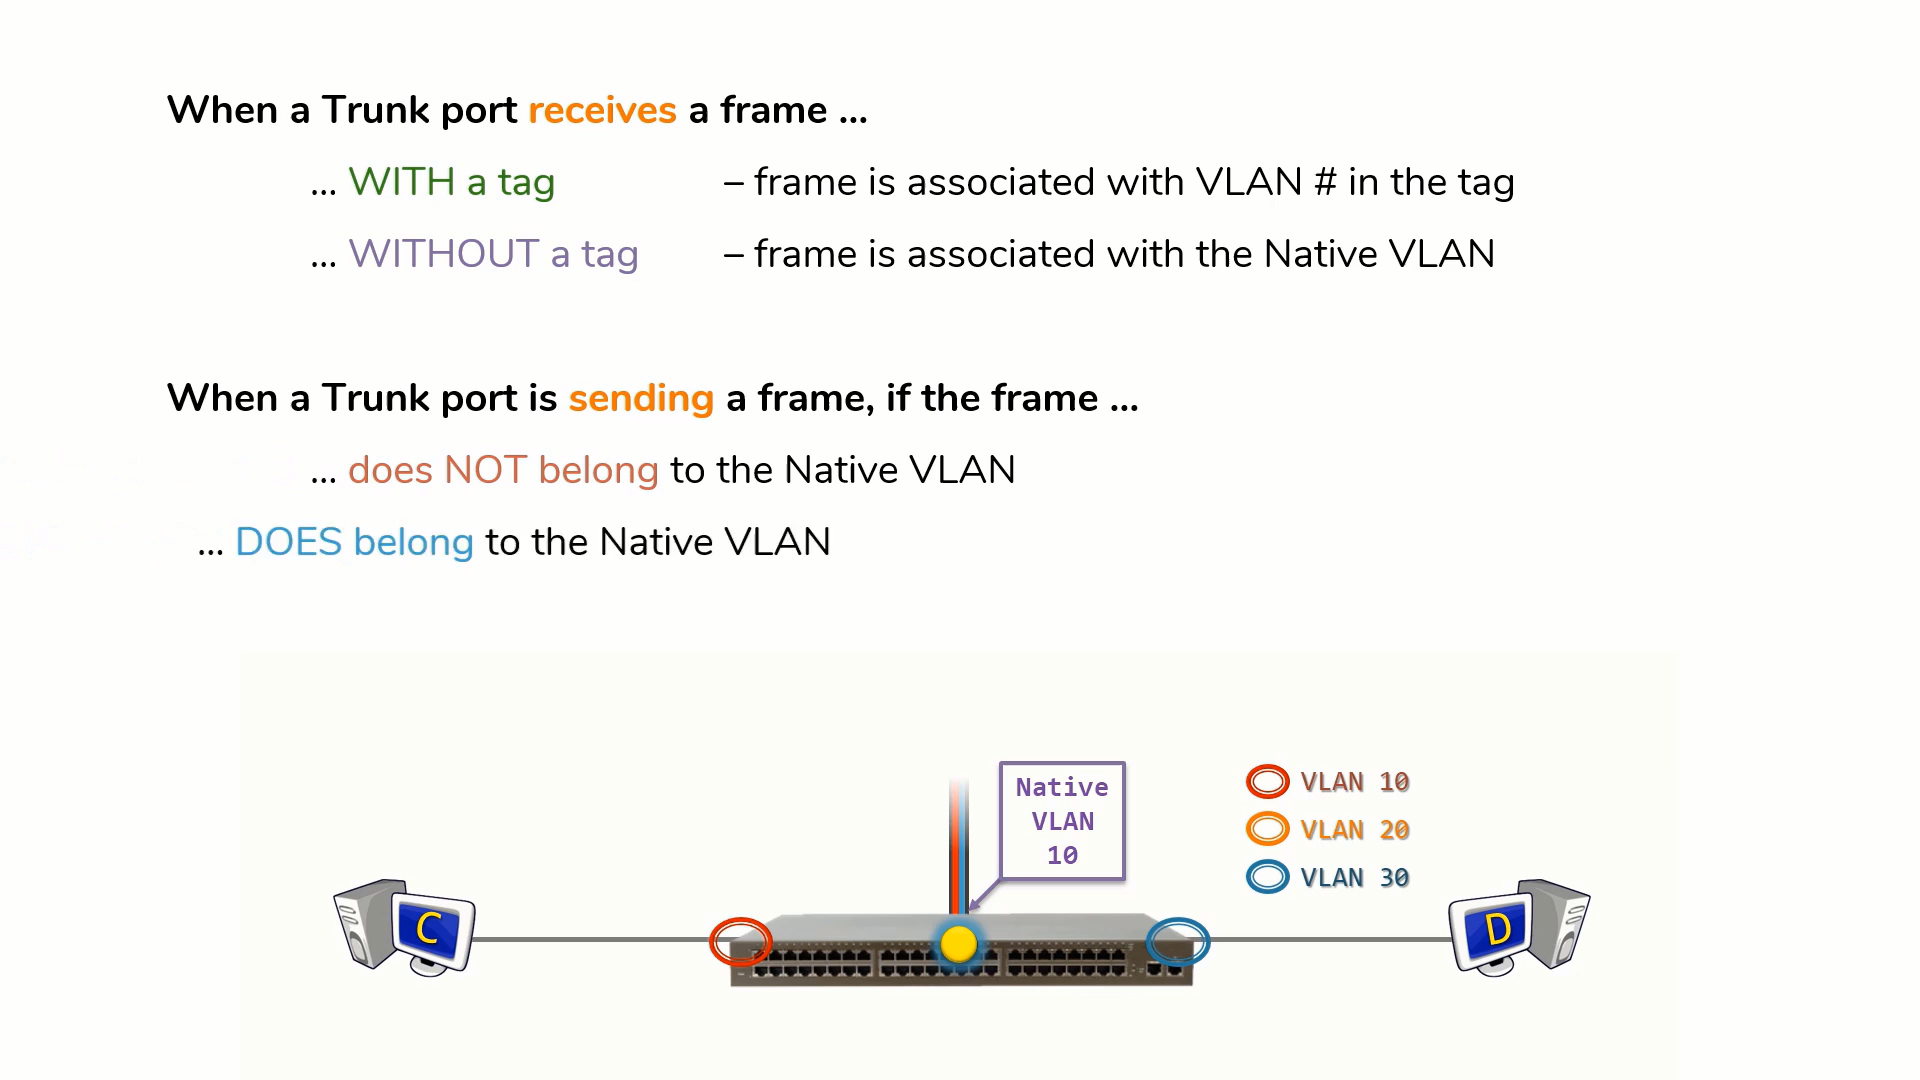 When a Trunk port receives a frame ...
... WITH a tag – frame is associated with VLAN # in the tag
... WITHOUT a tag – frame is associated with the Native VLAN
When a Trunk port is sending a frame, if the frame ...
... does NOT belong to the Native VLAN
... DOES belong to the Native VLAN
Native
VLAN
10
VLAN 10
VLAN 20
VLAN 30
C
D